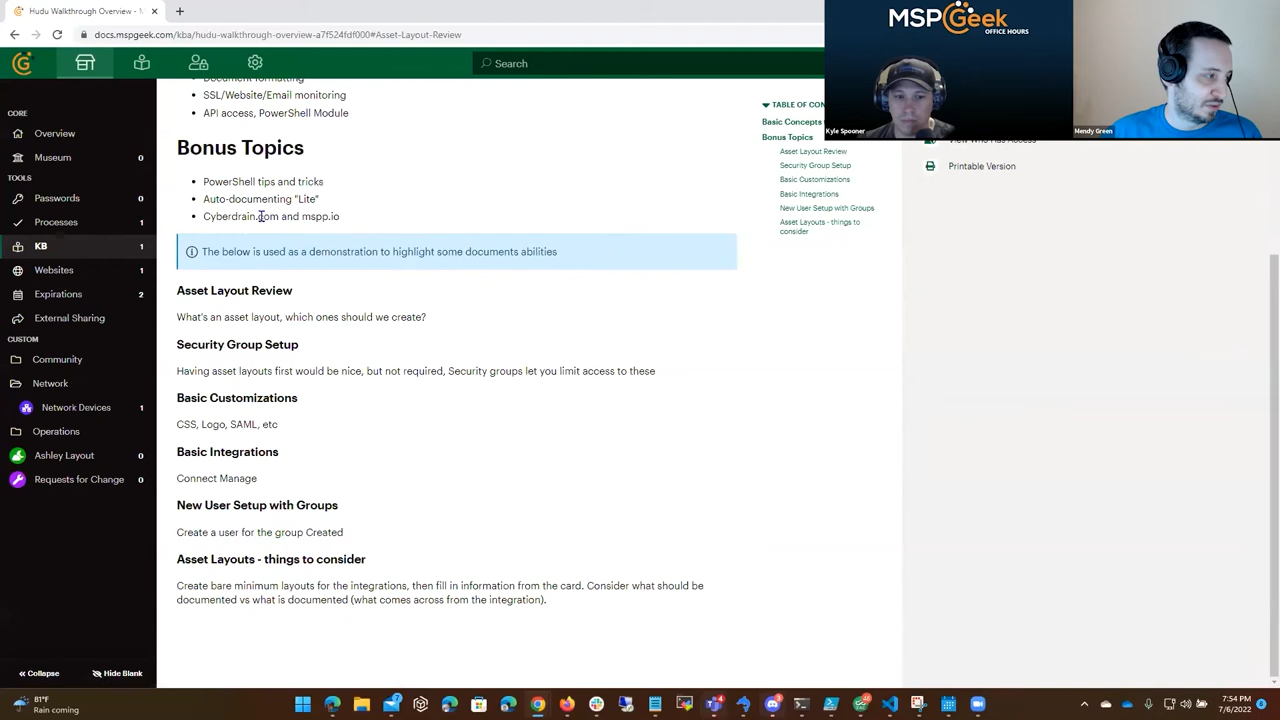 Hudu Walkthrough Overview - M
docs.mspgeek.com/kba/hudu-walkthrough-overview-a7f524fdf000#Asset-Layout-Review
MSPGeek
OFFICE HOURS
Kyle Spooner
Mendy Green
Search
CORE
Overview
Museum 0
TOOLS
Passwords 0
Processes 1
KB 1
Websites 1
Expirations 2
External Sharing
CUSTOM
Community
Network
Network Devices 1
Operations
Ashley Layout 0
Requests for Change 0
Collapse
Hide Blank
Document formatting
SSL/Website/Email monitoring
API access, PowerShell Module
Bonus Topics
PowerShell tips and tricks
Auto-documenting "Lite"
Cyberdrain.com and mspp.io
The below is used as a demonstration to highlight some documents abilities
Asset Layout Review
What's an asset layout, which ones should we create?
Security Group Setup
Having asset layouts first would be nice, but not required, Security groups let you limit access to these
Basic Customizations
CSS, Logo, SAML, etc
Basic Integrations
Connect Manage
New User Setup with Groups
Create a user for the group Created
Asset Layouts - things to consider
Create bare minimum layouts for the integrations, then fill in information from the card. Consider what should be
documented vs what is documented (what comes across from the integration).
TABLE OF CON
Basic Concepts
Bonus Topics
Asset Layout Review
Security Group Setup
Basic Customizations
Basic Integrations
New User Setup with Groups
Asset Layouts - things to
consider
View Who Has Access
Printable Version
81°F
Rain coming
7:54 PM
7/6/2022